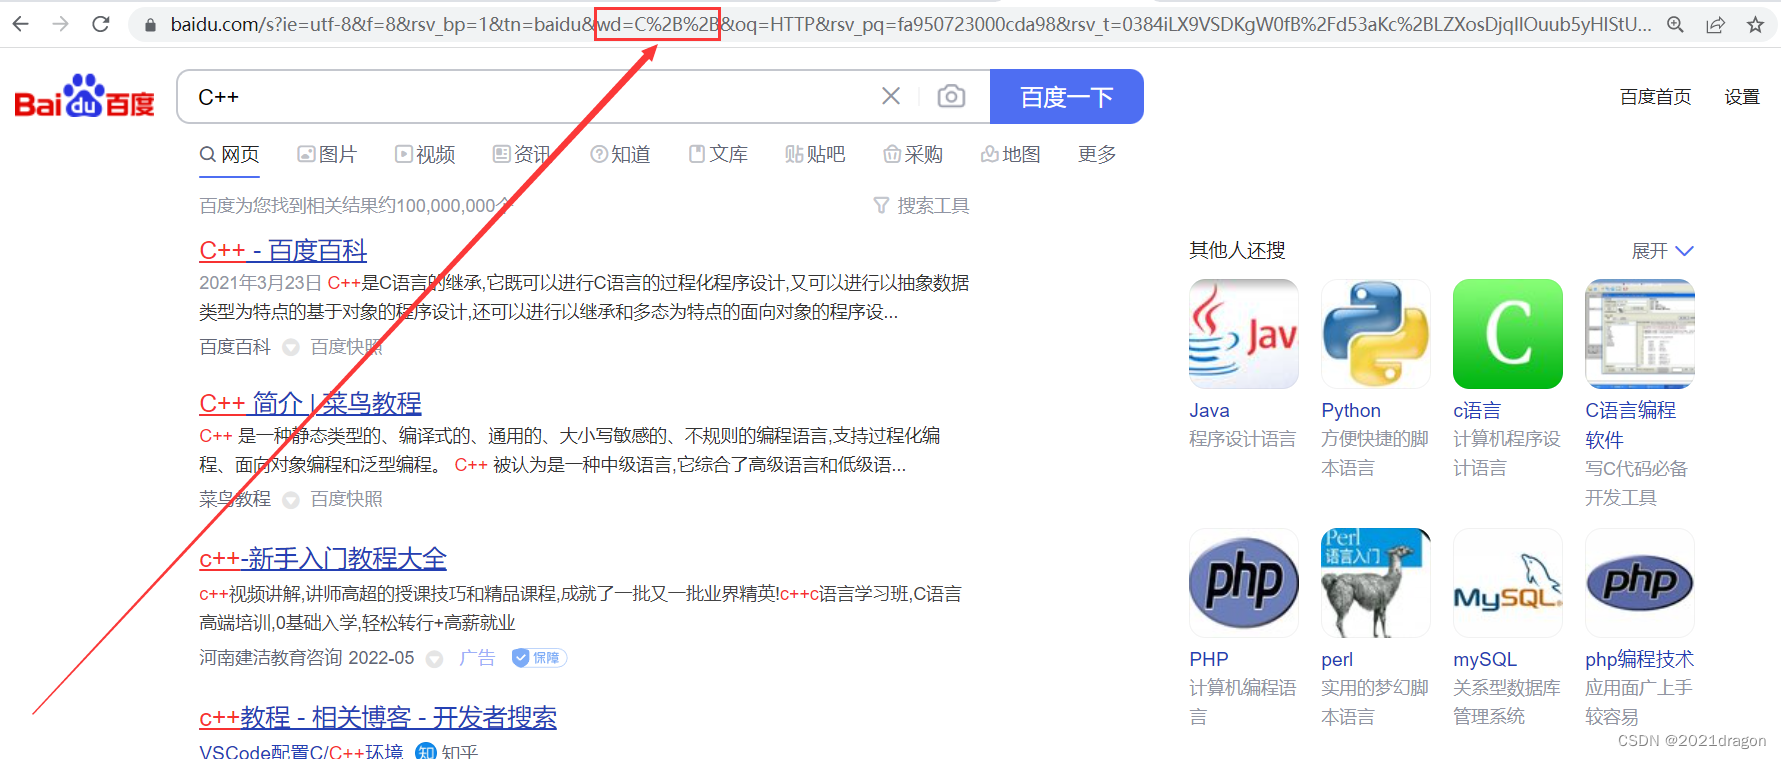 baidu.com/s?ie=utf-8&f=8&rsv_bp=1&tn=baidu&wd=C%2B%2B&oq=HTTP&rsv_pq=fa950723000cda98&rsv_t=0384iLX9VSDKgW0fB%2Fd53aKc%2BLZXosDjqlIOuub5yHIStU...
Bai du 百度
C++
百度一下
百度首页 设置
网页 图片 视频 资讯 知道 文库 贴吧 采购 地图 更多
百度为您找到相关结果约100,000,000个
搜索工具
C++ - 百度百科
2021年3月23日 C++是C语言的继承,它既可以进行C语言的过程化程序设计,又可以进行以抽象数据
类型为特点的基于对象的程序设计,还可以进行以继承和多态为特点的面向对象的程序设...
百度百科 百度快照
C++ 简介 | 菜鸟教程
C++ 是一种静态类型的、编译式的、通用的、大小写敏感的、不规则的编程语言,支持过程化编
程、面向对象编程和泛型编程。 C++ 被认为是一种中级语言,它综合了高级语言和低级语...
菜鸟教程 百度快照
c++-新手入门教程大全
c++视频讲解,讲师高超的授课技巧和精品课程,成就了一批又一批业界精英!c++c语言学习班,C语言
高端培训,0基础入学,轻松转行+高薪就业
河南建洁教育咨询 2022-05 广告 保障
c++教程 - 相关博客 - 开发者搜索
VSCode配置C/C++环境 知 知乎
其他人还搜 展开
Jav
C
Java
程序设计语言
Python
方便快捷的脚
本语言
c语言
计算机程序设
计语言
C语言编程
软件
写C代码必备
开发工具
php
Perl
语言入门
MySQL
php
PHP
计算机编程语
言
perl
实用的梦幻脚
本语言
mySQL
关系型数据库
管理系统
php编程技术
应用面广上手
较容易
CSDN @2021dragon